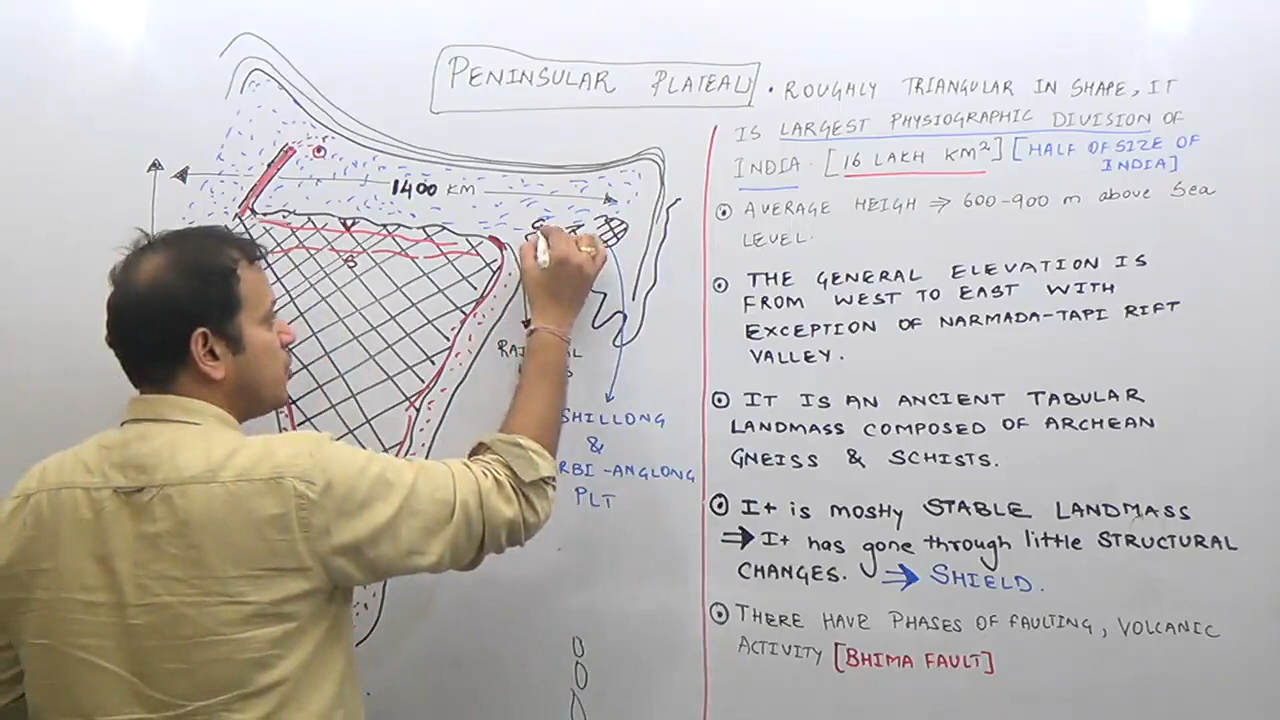 PENINSULAR PLATEAU
• ROUGHLY TRIANGULAR IN SHAPE, IT
IS LARGEST PHYSIOGRAPHIC DIVISION OF
INDIA. [16 LAKH KM²] [HALF OF SIZE OF
INDIA]
AVERAGE HEIGH ⇒ 600-900 m above Sea
LEVEL.
THE GENERAL ELEVATION IS
FROM WEST TO EAST WITH
EXCEPTION OF NARMADA-TAPI RIFT
VALLEY.
IT IS AN ANCIENT TABULAR
LANDMASS COMPOSED OF ARCHEAN
GNEISS & SCHISTS.
It is mostly STABLE LANDMASS
⇒ It has gone through little STRUCTURAL
CHANGES. ⇒ SHIELD.
THERE HAVE PHASES OF FAULTING, VOLCANIC
ACTIVITY [BHIMA FAULT]
1400 KM
SHILLONG
&
RBI-ANGLONG
PLT